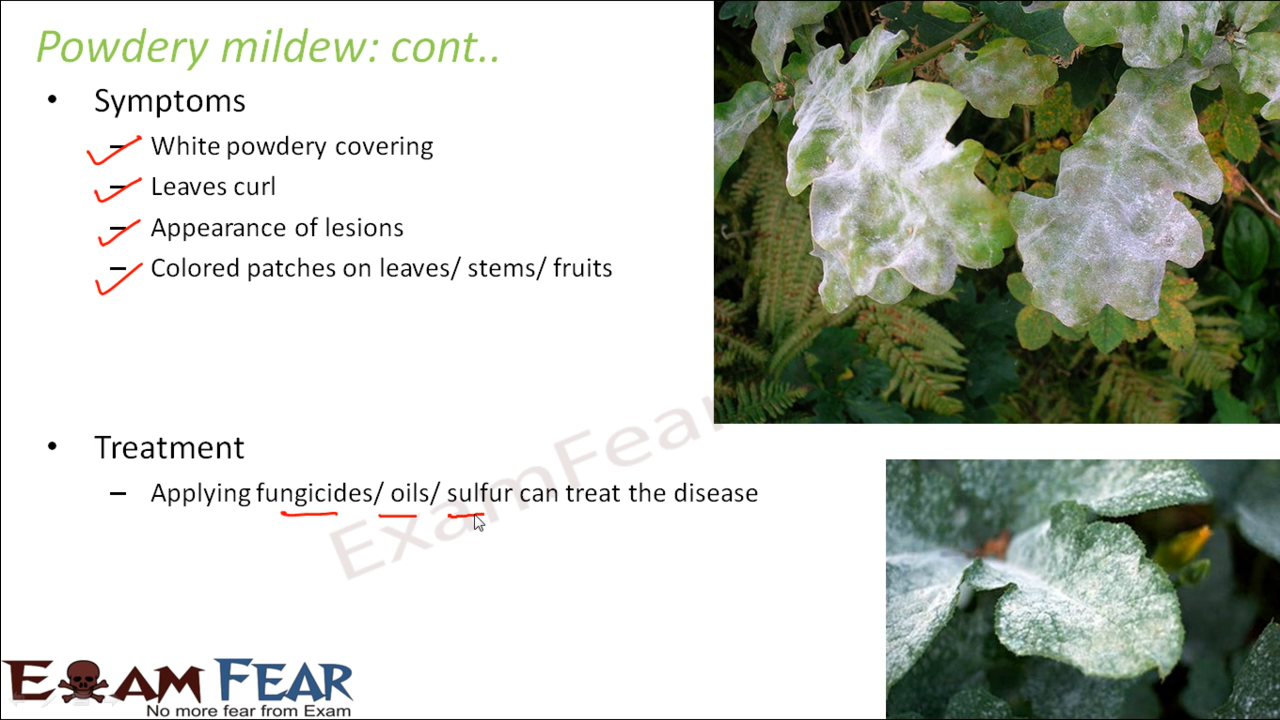 Powdery mildew: cont..
• Symptoms
– White powdery covering
– Leaves curl
– Appearance of lesions
– Colored patches on leaves/ stems/ fruits
• Treatment
– Applying fungicides/ oils/ sulfur can treat the disease
ExamFear
EXAM FEAR
No more fear from Exam